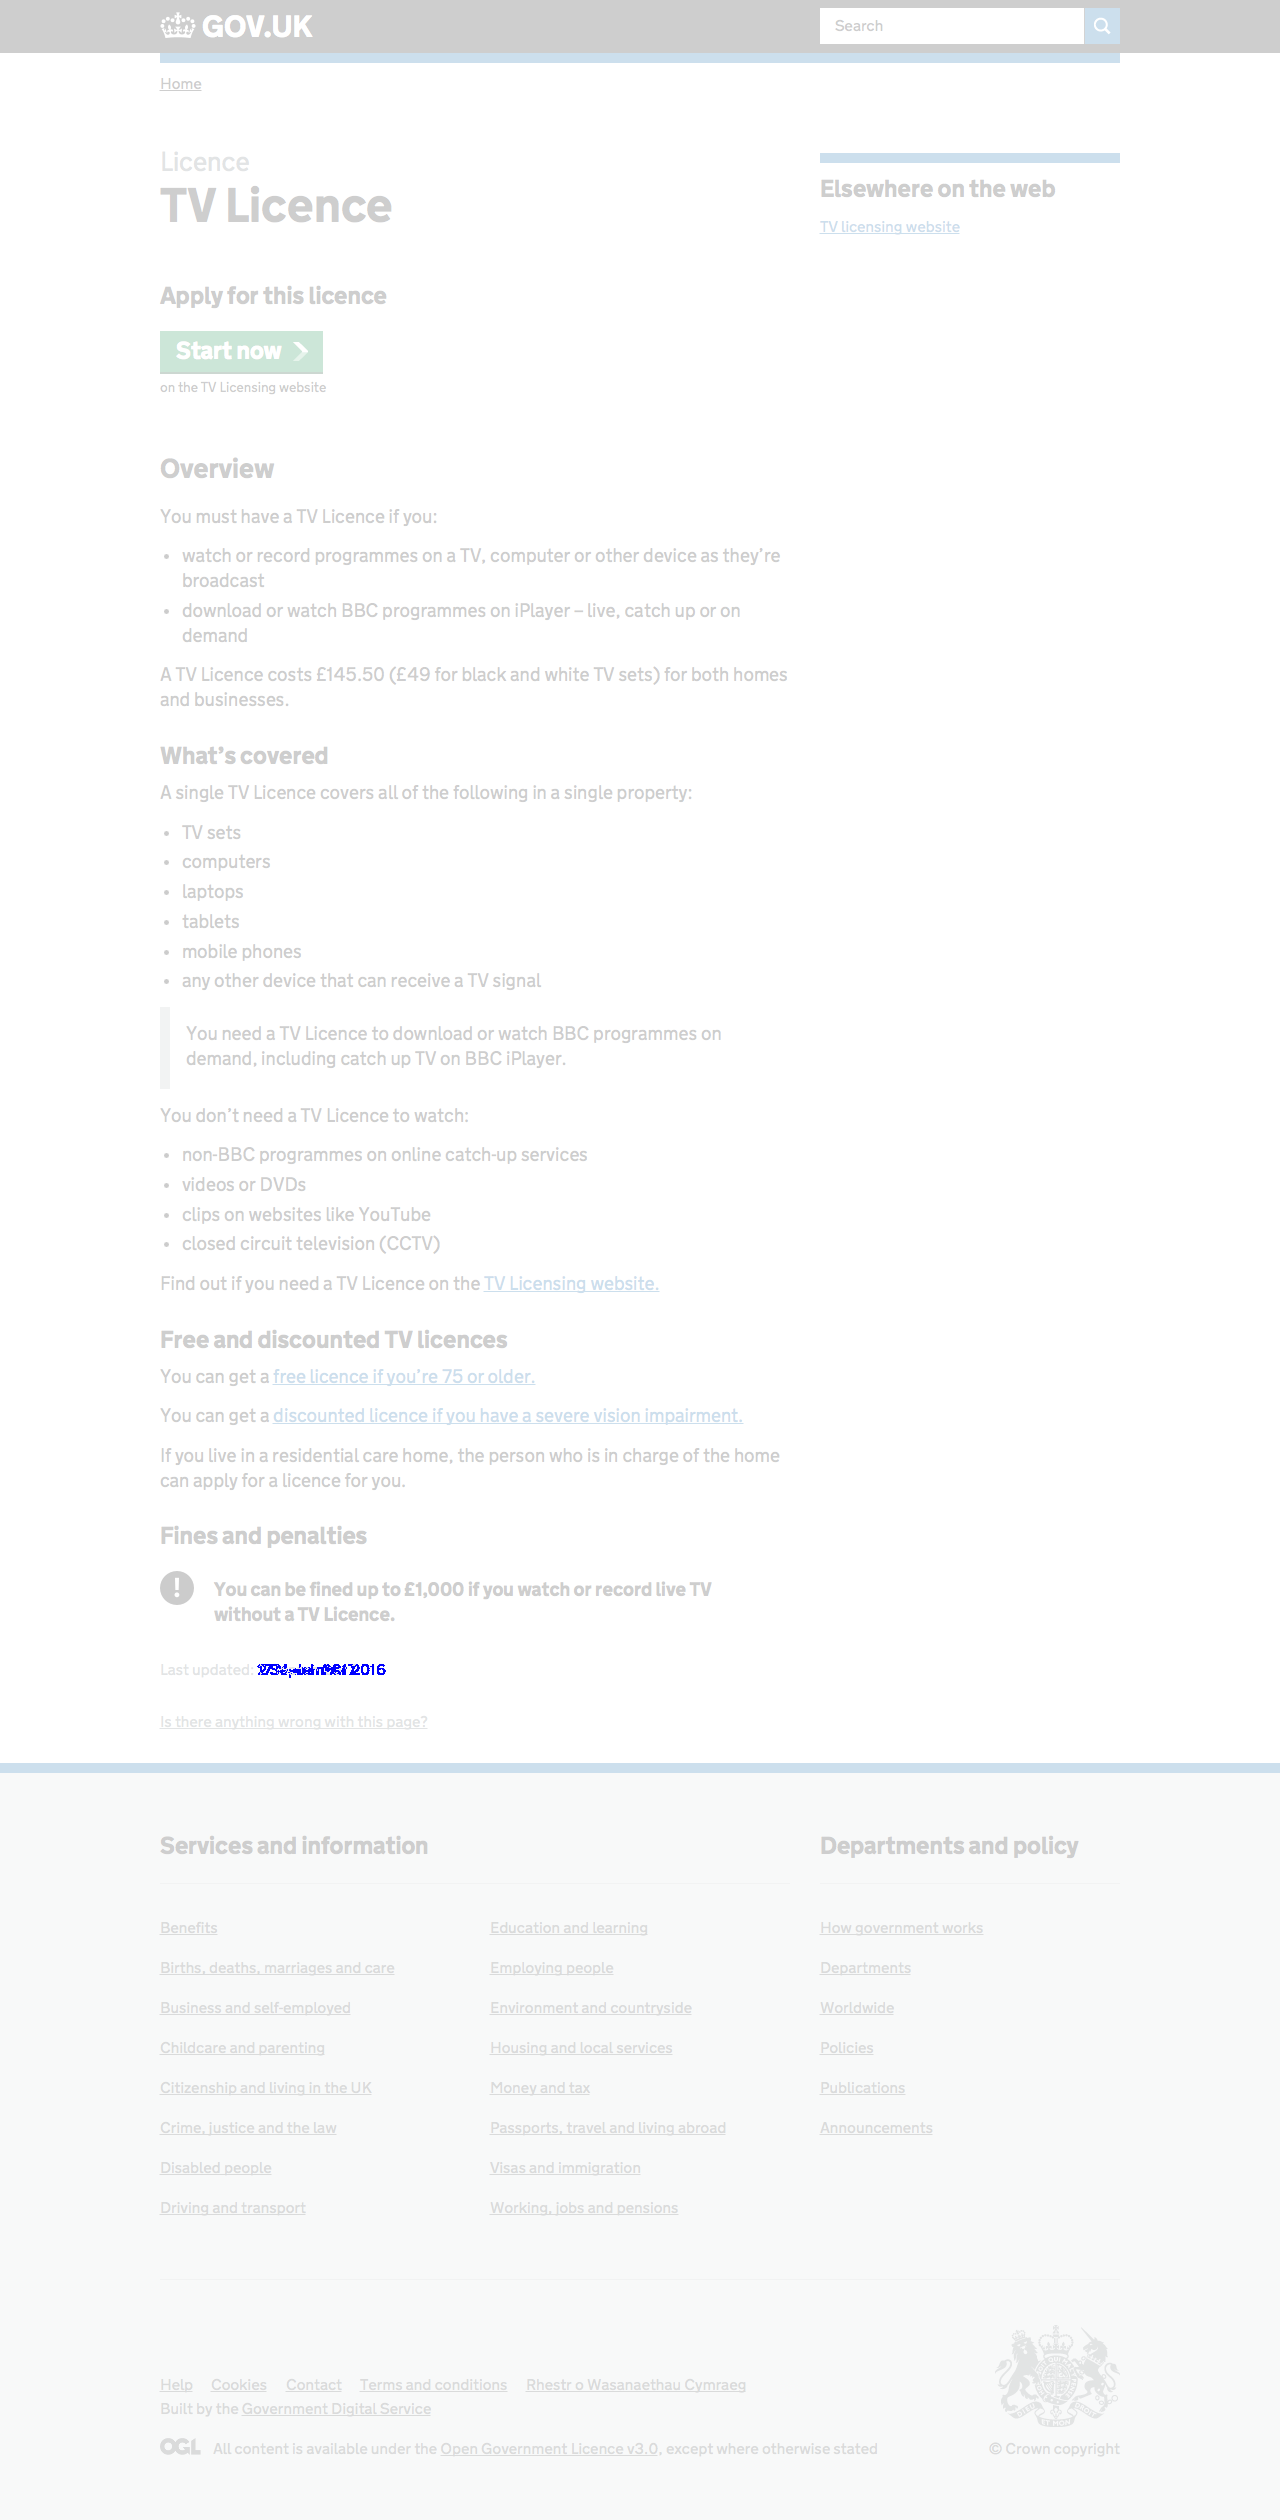 GOV.UK
Search
Home
Licence
TV Licence
Elsewhere on the web
TV licensing website
Apply for this licence
Start now
on the TV Licensing website
Overview
You must have a TV Licence if you:
• watch or record programmes on a TV, computer or other device as they’re
broadcast
• download or watch BBC programmes on iPlayer – live, catch up or on
demand
A TV Licence costs £145.50 (£49 for black and white TV sets) for both homes
and businesses.
What’s covered
A single TV Licence covers all of the following in a single property:
• TV sets
• computers
• laptops
• tablets
• mobile phones
• any other device that can receive a TV signal
You need a TV Licence to download or watch BBC programmes on
demand, including catch up TV on BBC iPlayer.
You don’t need a TV Licence to watch:
• non-BBC programmes on online catch-up services
• videos or DVDs
• clips on websites like YouTube
• closed circuit television (CCTV)
Find out if you need a TV Licence on the TV Licensing website.
Free and discounted TV licences
You can get a free licence if you’re 75 or older.
You can get a discounted licence if you have a severe vision impairment.
If you live in a residential care home, the person who is in charge of the home
can apply for a licence for you.
Fines and penalties
You can be fined up to £1,000 if you watch or record live TV
without a TV Licence.
Last updated:
Is there anything wrong with this page?
Services and information
Departments and policy
Benefits
Births, deaths, marriages and care
Business and self-employed
Childcare and parenting
Citizenship and living in the UK
Crime, justice and the law
Disabled people
Driving and transport
Education and learning
Employing people
Environment and countryside
Housing and local services
Money and tax
Passports, travel and living abroad
Visas and immigration
Working, jobs and pensions
How government works
Departments
Worldwide
Policies
Publications
Announcements
Help Cookies Contact Terms and conditions Rhestr o Wasanaethau Cymraeg
Built by the Government Digital Service
OGL All content is available under the Open Government Licence v3.0, except where otherwise stated
© Crown copyright